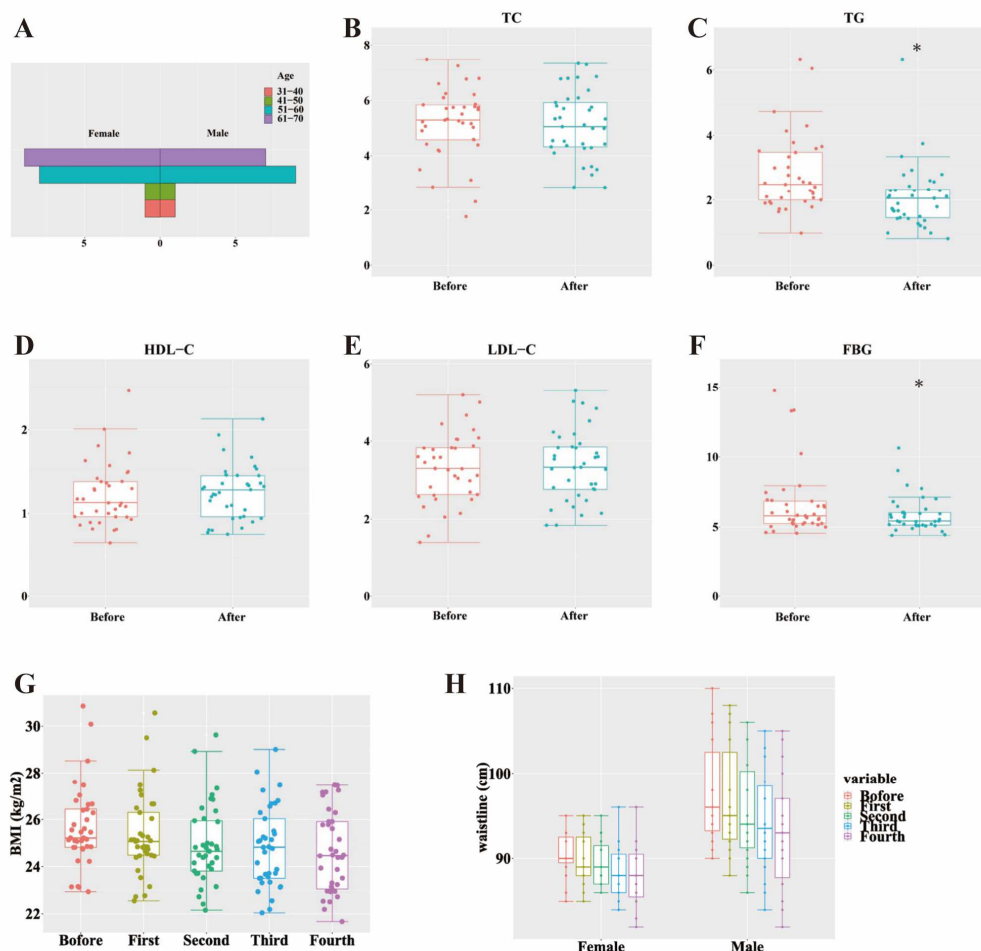 A
Age
31-40
41-50
51-60
61-70
Female Male
5 0 5
B
TC
8
6
4
2
0
Before After
C
TG
*
6
4
2
0
Before After
D
HDL-C
2
1
0
Before After
E
LDL-C
6
4
2
0
Before After
F
FBG
*
15
10
5
0
Before After
G
BMI (kg/m2)
30
28
26
24
22
Bofore First Second Third Fourth
H
waistline (cm)
110
100
90
Female Male
variable
Bofore
First
Second
Third
Fourth